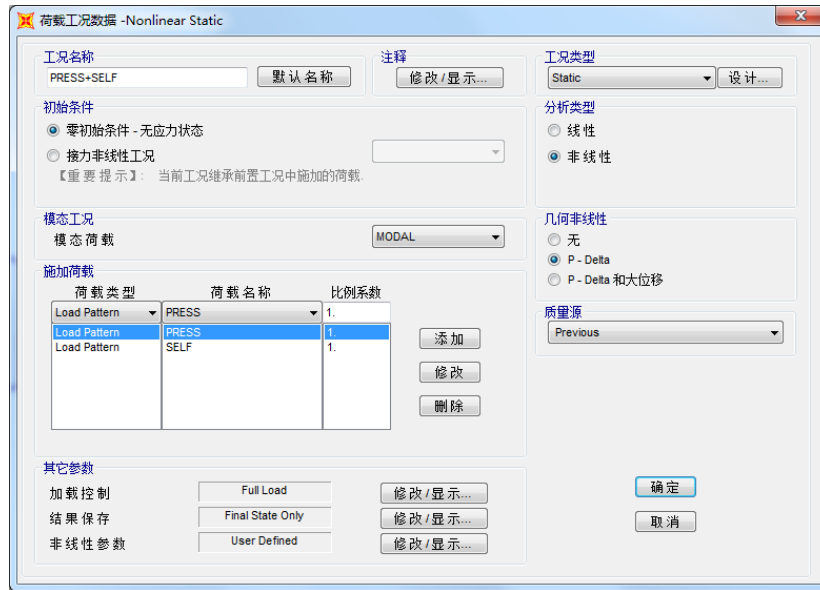 荷载工况数据 -Nonlinear Static
工况名称
PRESS+SELF
默认名称
注释
修改/显示...
工况类型
Static
设计...
初始条件
零初始条件 - 无应力状态
接力非线性工况
【重要提示】: 当前工况继承前置工况中施加的荷载.
分析类型
线性
非线性
模态工况
模态荷载
MODAL
几何非线性
无
P - Delta
P - Delta 和大位移
施加荷载
荷载类型 荷载名称 比例系数
Load Pattern PRESS 1.
Load Pattern PRESS 1.
Load Pattern SELF 1.
添加
修改
删除
质量源
Previous
其它参数
加载控制 Full Load 修改/显示...
结果保存 Final State Only 修改/显示...
非线性参数 User Defined 修改/显示...
确定
取消